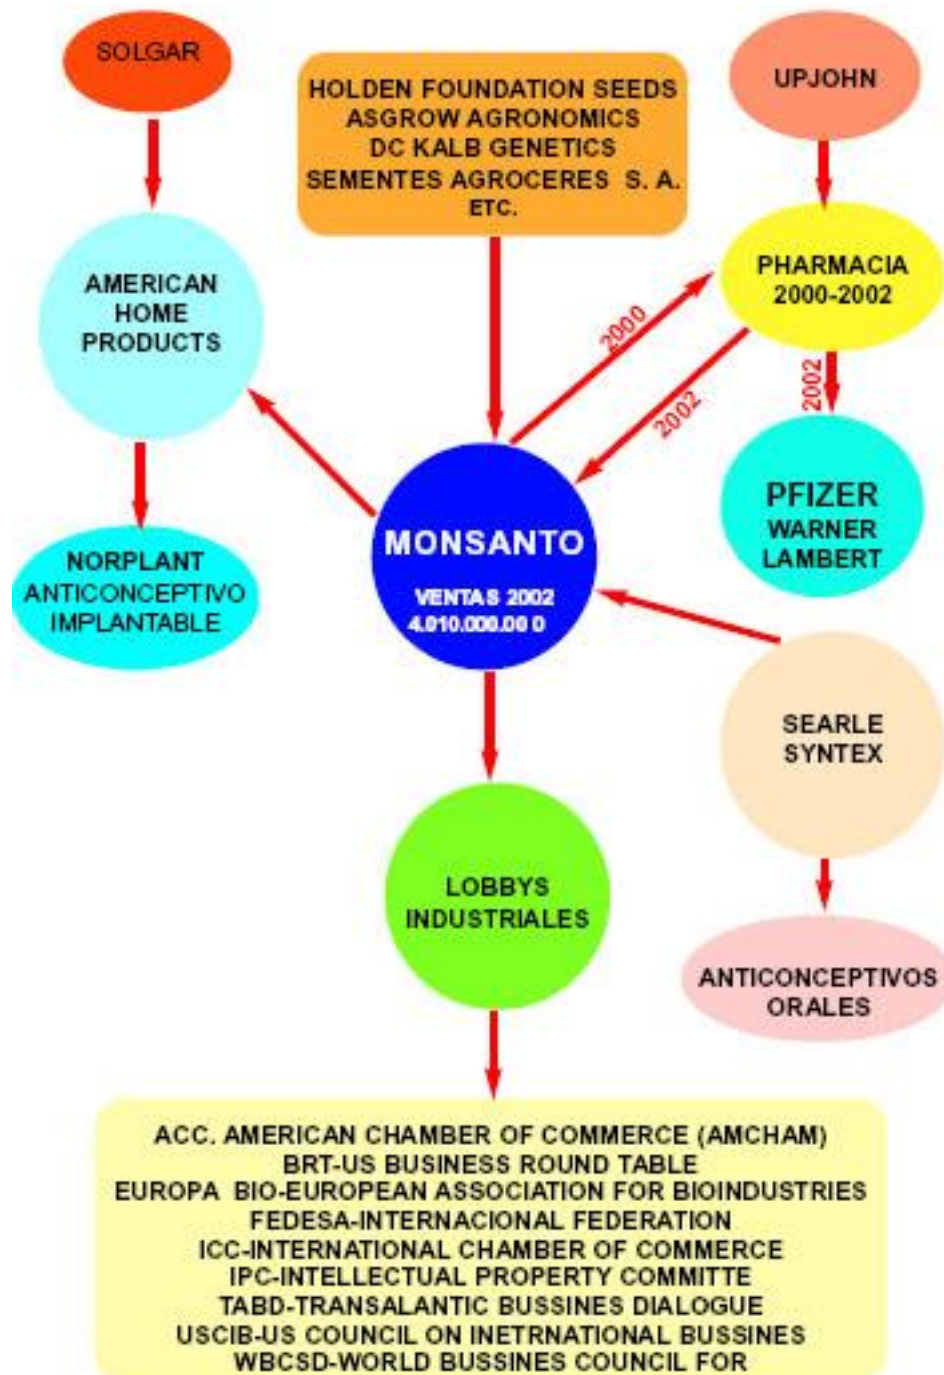 SOLGAR
HOLDEN FOUNDATION SEEDS
ASGROW AGRONOMICS
DC KALB GENETICS
SEMENTES AGROCERES S. A.
ETC.
UPJOHN
AMERICAN
HOME
PRODUCTS
PHARMACIA
2000-2002
2000
2002
2002
NORPLANT
ANTICONCEPTIVO
IMPLANTABLE
MONSANTO
VENTAS 2002
4.010.000.00 0
PFIZER
WARNER
LAMBERT
SEARLE
SYNTEX
LOBBYS
INDUSTRIALES
ANTICONCEPTIVOS
ORALES
ACC. AMERICAN CHAMBER OF COMMERCE (AMCHAM)
BRT-US BUSINESS ROUND TABLE
EUROPA BIO-EUROPEAN ASSOCIATION FOR BIOINDUSTRIES
FEDESA-INTERNACIONAL FEDERATION
ICC-INTERNATIONAL CHAMBER OF COMMERCE
IPC-INTELLECTUAL PROPERTY COMMITTE
TABD-TRANSALANTIC BUSSINES DIALOGUE
USCIB-US COUNCIL ON INETRNATIONAL BUSSINES
WBCSD-WORLD BUSSINES COUNCIL FOR